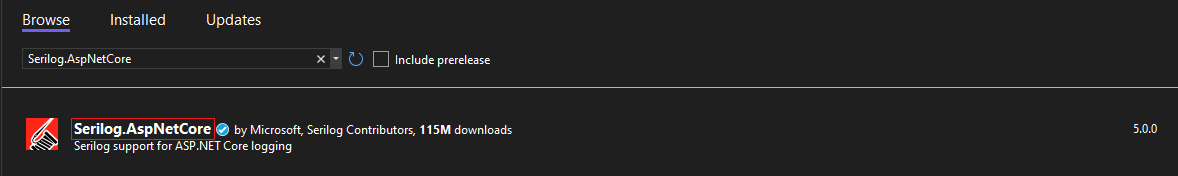 Browse Installed Updates
Serilog.AspNetCore Include prerelease
Serilog.AspNetCore by Microsoft, Serilog Contributors, 115M downloads 5.0.0
Serilog support for ASP.NET Core logging